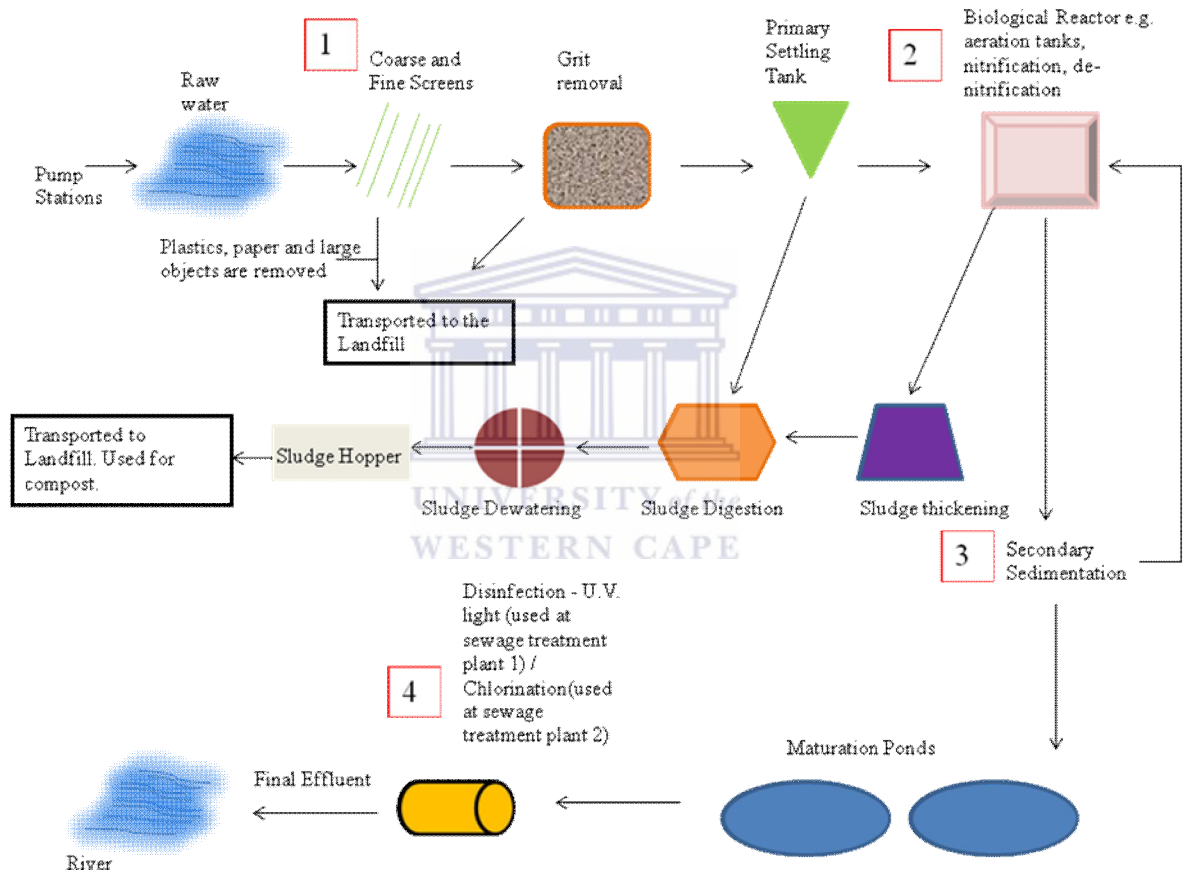 1
Coarse and
Fine Screens
Grit
removal
Primary
Settling
Tank
2
Biological Reactor e.g.
aeration tanks,
nitrification, de-
nitrification
Raw
water
Pump
Stations
Plastics, paper and large
objects are removed
Transported to the
Landfill
Transported to
Landfill. Used for
compost.
Sludge Hopper
Sludge Dewatering
Sludge Digestion
Sludge thickening
UNIVERSITY of the
WESTERN CAPE
3
Secondary
Sedimentation
4
Disinfection - U.V.
light (used at
sewage treatment
plant 1) /
Chlorination(used
at sewage
treatment plant 2)
Maturation Ponds
Final Effluent
River